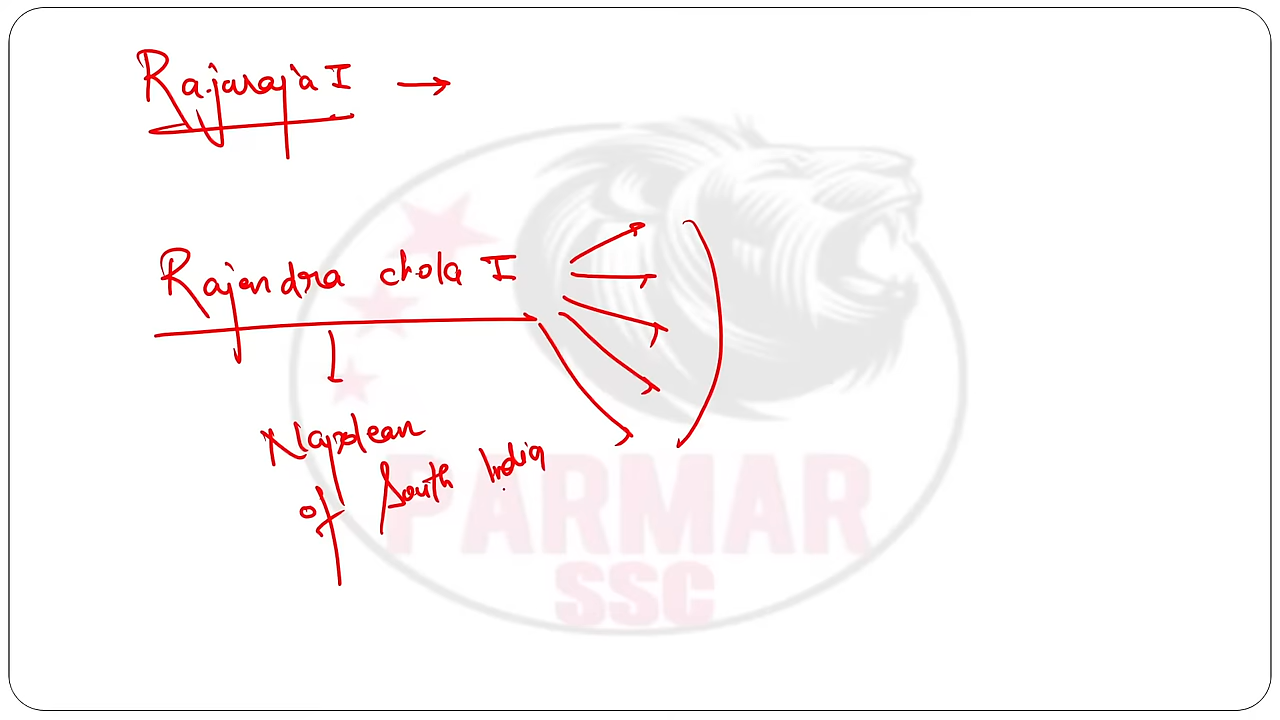 Rajaraja I →
Rajendra chola I
Napolean
of South India
PARMAR
SSC